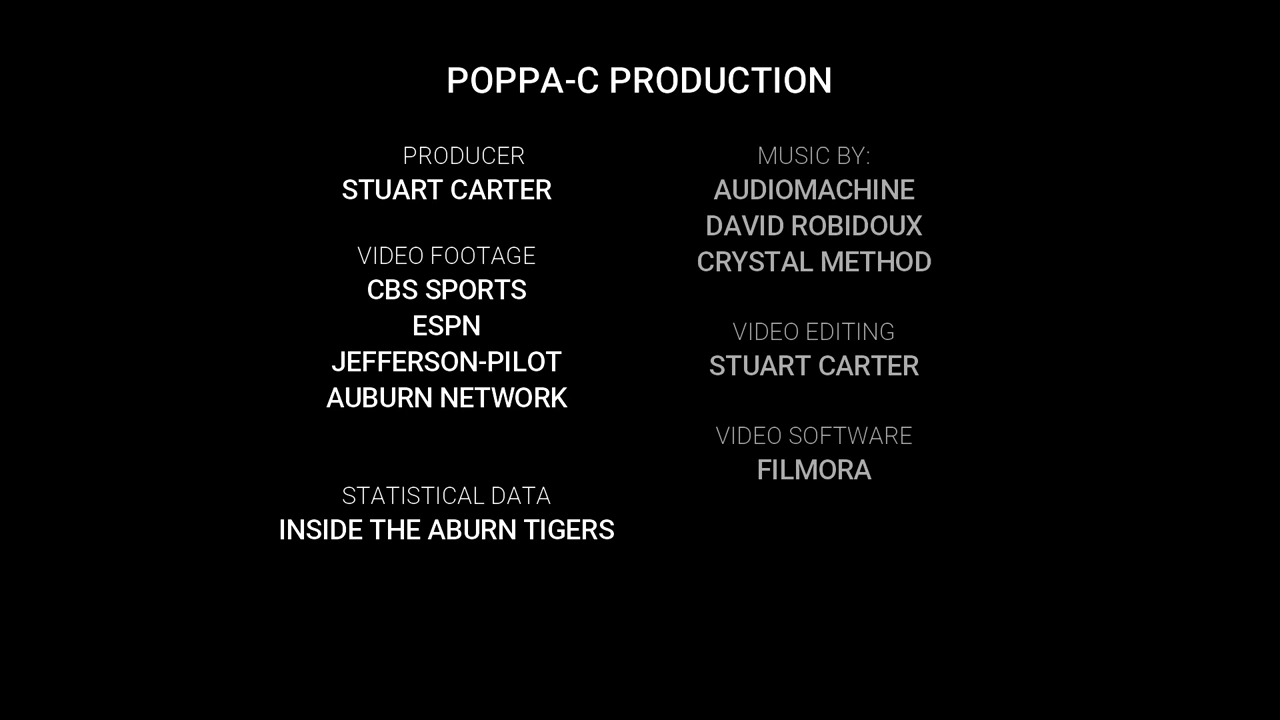 POPPA-C PRODUCTION
PRODUCER
STUART CARTER
VIDEO FOOTAGE
CBS SPORTS
ESPN
JEFFERSON-PILOT
AUBURN NETWORK
STATISTICAL DATA
INSIDE THE ABURN TIGERS
MUSIC BY:
AUDIOMACHINE
DAVID ROBIDOUX
CRYSTAL METHOD
VIDEO EDITING
STUART CARTER
VIDEO SOFTWARE
FILMORA